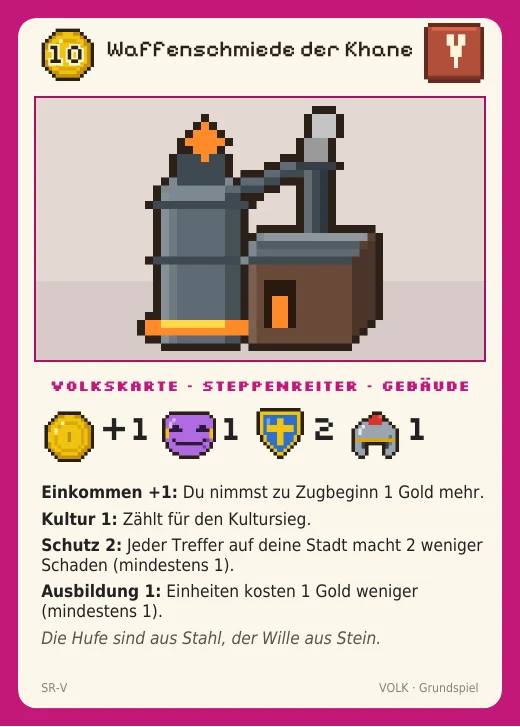 10 Waffenschmiede der Khane
VOLKSKARTE · STEPPENREITER · GEBÄUDE
+1 1 2 1
Einkommen +1: Du nimmst zu Zugbeginn 1 Gold mehr.
Kultur 1: Zählt für den Kultursieg.
Schutz 2: Jeder Treffer auf deine Stadt macht 2 weniger
Schaden (mindestens 1).
Ausbildung 1: Einheiten kosten 1 Gold weniger
(mindestens 1).
Die Hufe sind aus Stahl, der Wille aus Stein.
SR-V VOLK · Grundspiel